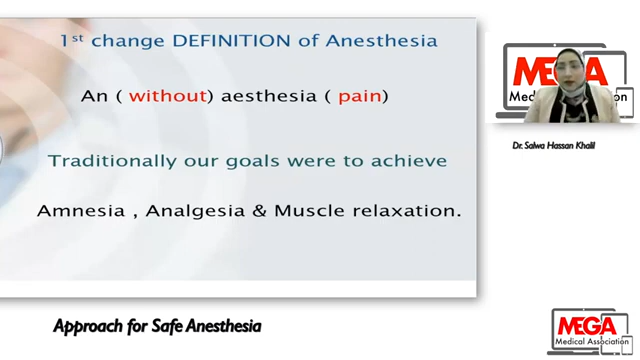 1st change DEFINITION of Anesthesia
An ( without) aesthesia ( pain)
Traditionally our goals were to achieve
Amnesia , Analgesia & Muscle relaxation.
MEGA
Medical Association
Dr. Salwa Hassan Khalil
Approach for Safe Anesthesia
MEGA
Medical Association